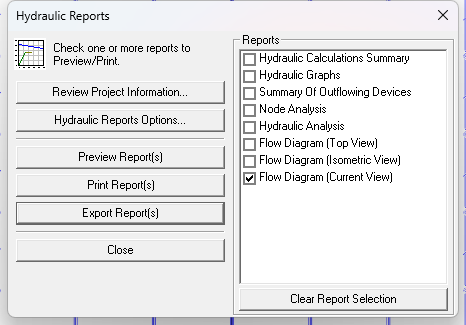 Hydraulic Reports
Check one or more reports to
Preview/Print.
Review Project Information...
Hydraulic Reports Options...
Preview Report(s)
Print Report(s)
Export Report(s)
Close
Reports
Hydraulic Calculations Summary
Hydraulic Graphs
Summary Of Outflowing Devices
Node Analysis
Hydraulic Analysis
Flow Diagram (Top View)
Flow Diagram (Isometric View)
Flow Diagram (Current View)
Clear Report Selection